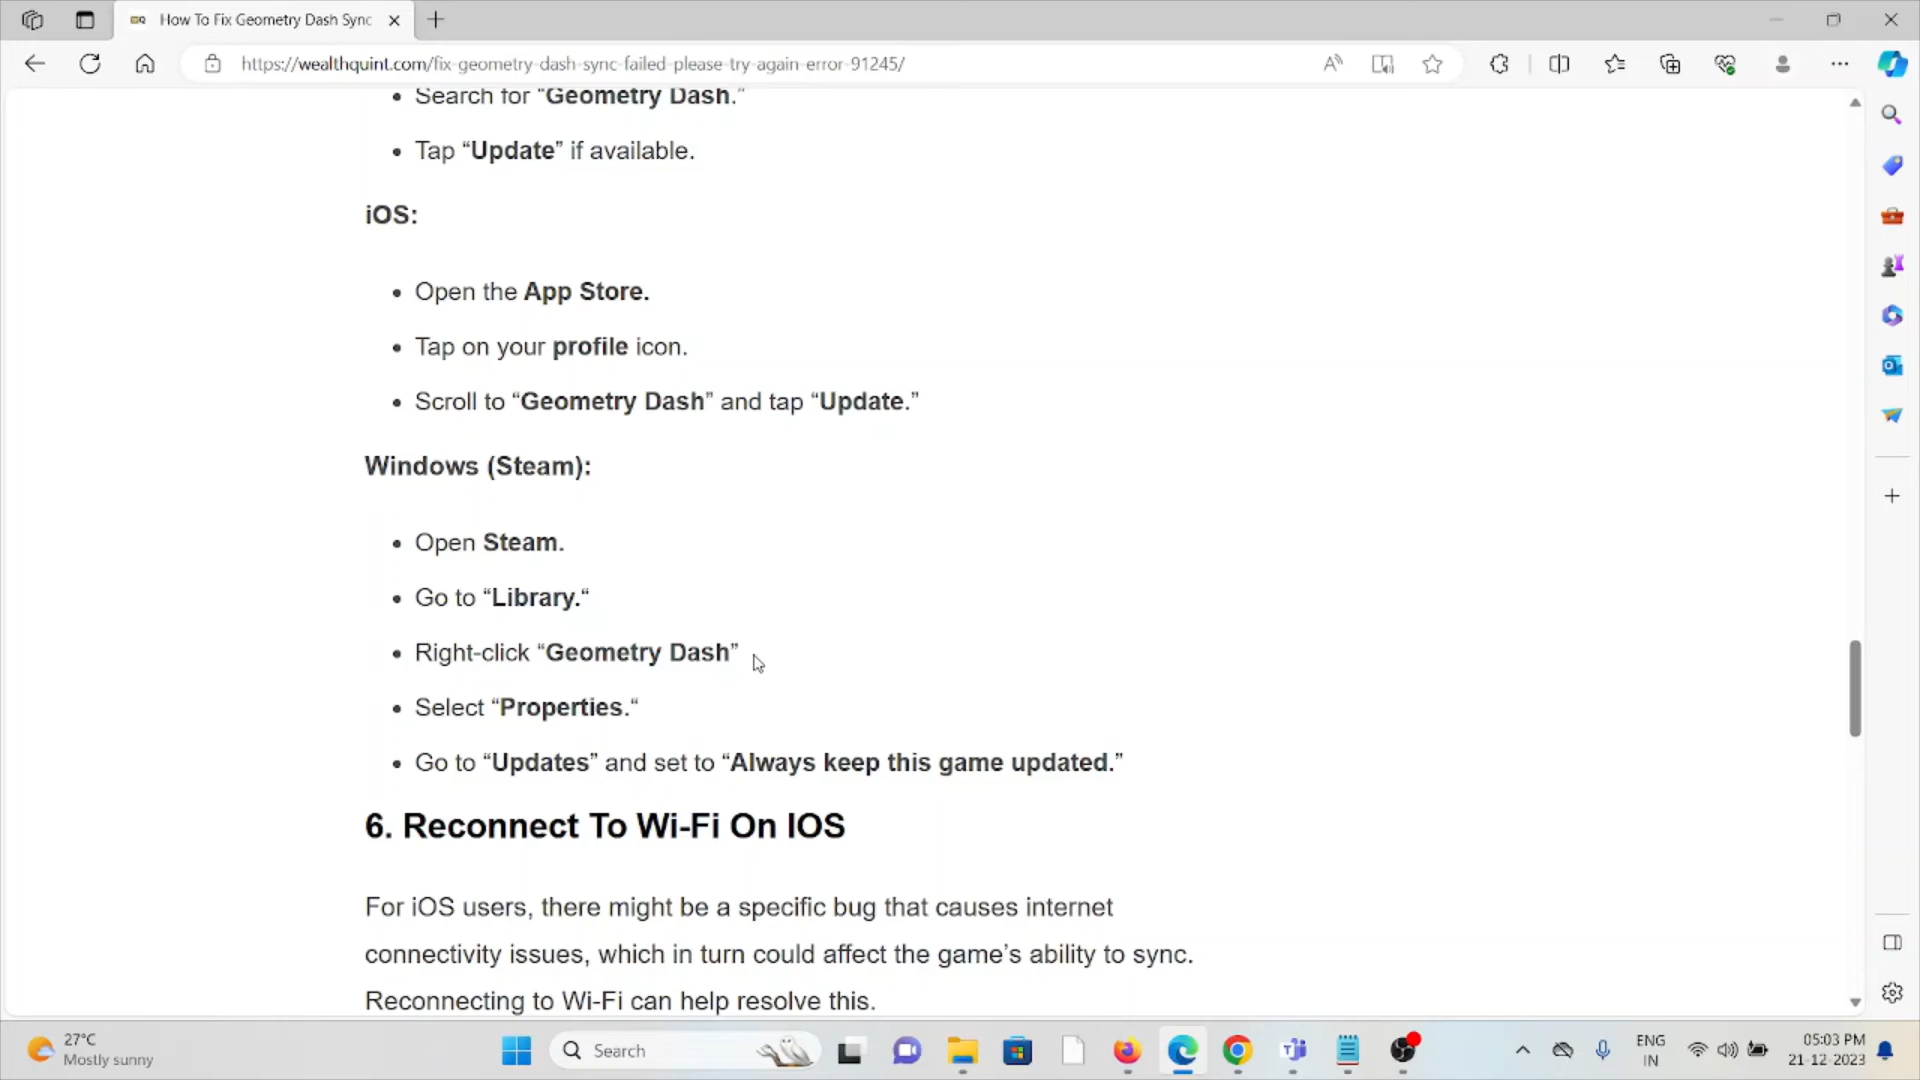 How To Fix Geometry Dash Sync
https://wealthquint.com/fix-geometry-dash-sync-failed-please-try-again-error-91245/
• Search for “Geometry Dash.”
• Tap “Update” if available.
iOS:
• Open the App Store.
• Tap on your profile icon.
• Scroll to “Geometry Dash” and tap “Update.”
Windows (Steam):
• Open Steam.
• Go to “Library.“
• Right-click “Geometry Dash”
• Select “Properties.“
• Go to “Updates” and set to “Always keep this game updated.”
6. Reconnect To Wi-Fi On IOS
For iOS users, there might be a specific bug that causes internet
connectivity issues, which in turn could affect the game’s ability to sync.
Reconnecting to Wi-Fi can help resolve this.
27°C
Mostly sunny
Search
ENG
IN
05:03 PM
21-12-2023